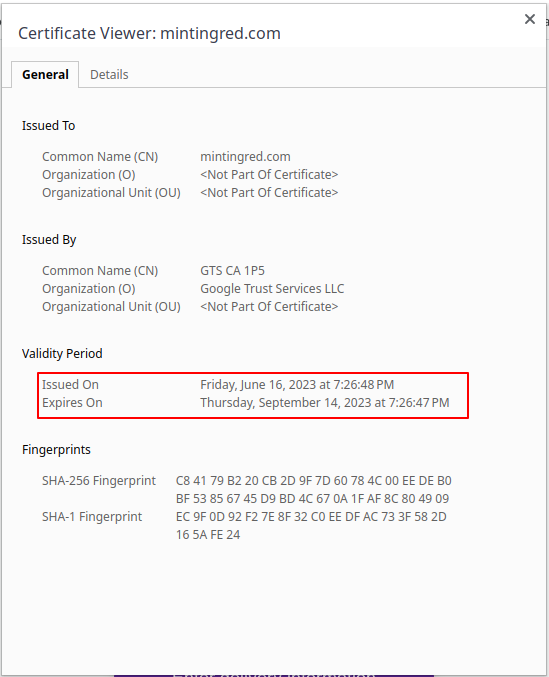 Certificate Viewer: mintingred.com
General Details
Issued To
Common Name (CN) mintingred.com
Organization (O) <Not Part Of Certificate>
Organizational Unit (OU) <Not Part Of Certificate>
Issued By
Common Name (CN) GTS CA 1P5
Organization (O) Google Trust Services LLC
Organizational Unit (OU) <Not Part Of Certificate>
Validity Period
Issued On Friday, June 16, 2023 at 7:26:48 PM
Expires On Thursday, September 14, 2023 at 7:26:47 PM
Fingerprints
SHA-256 Fingerprint C8 41 79 B2 20 CB 2D 9F 7D 60 78 4C 00 EE DE B0
BF 53 85 67 45 D9 BD 4C 67 0A 1F AF 8C 80 49 09
SHA-1 Fingerprint EC 9F 0D 92 F2 7E 8F 32 C0 EE DF AC 73 3F 58 2D
16 5A FE 24